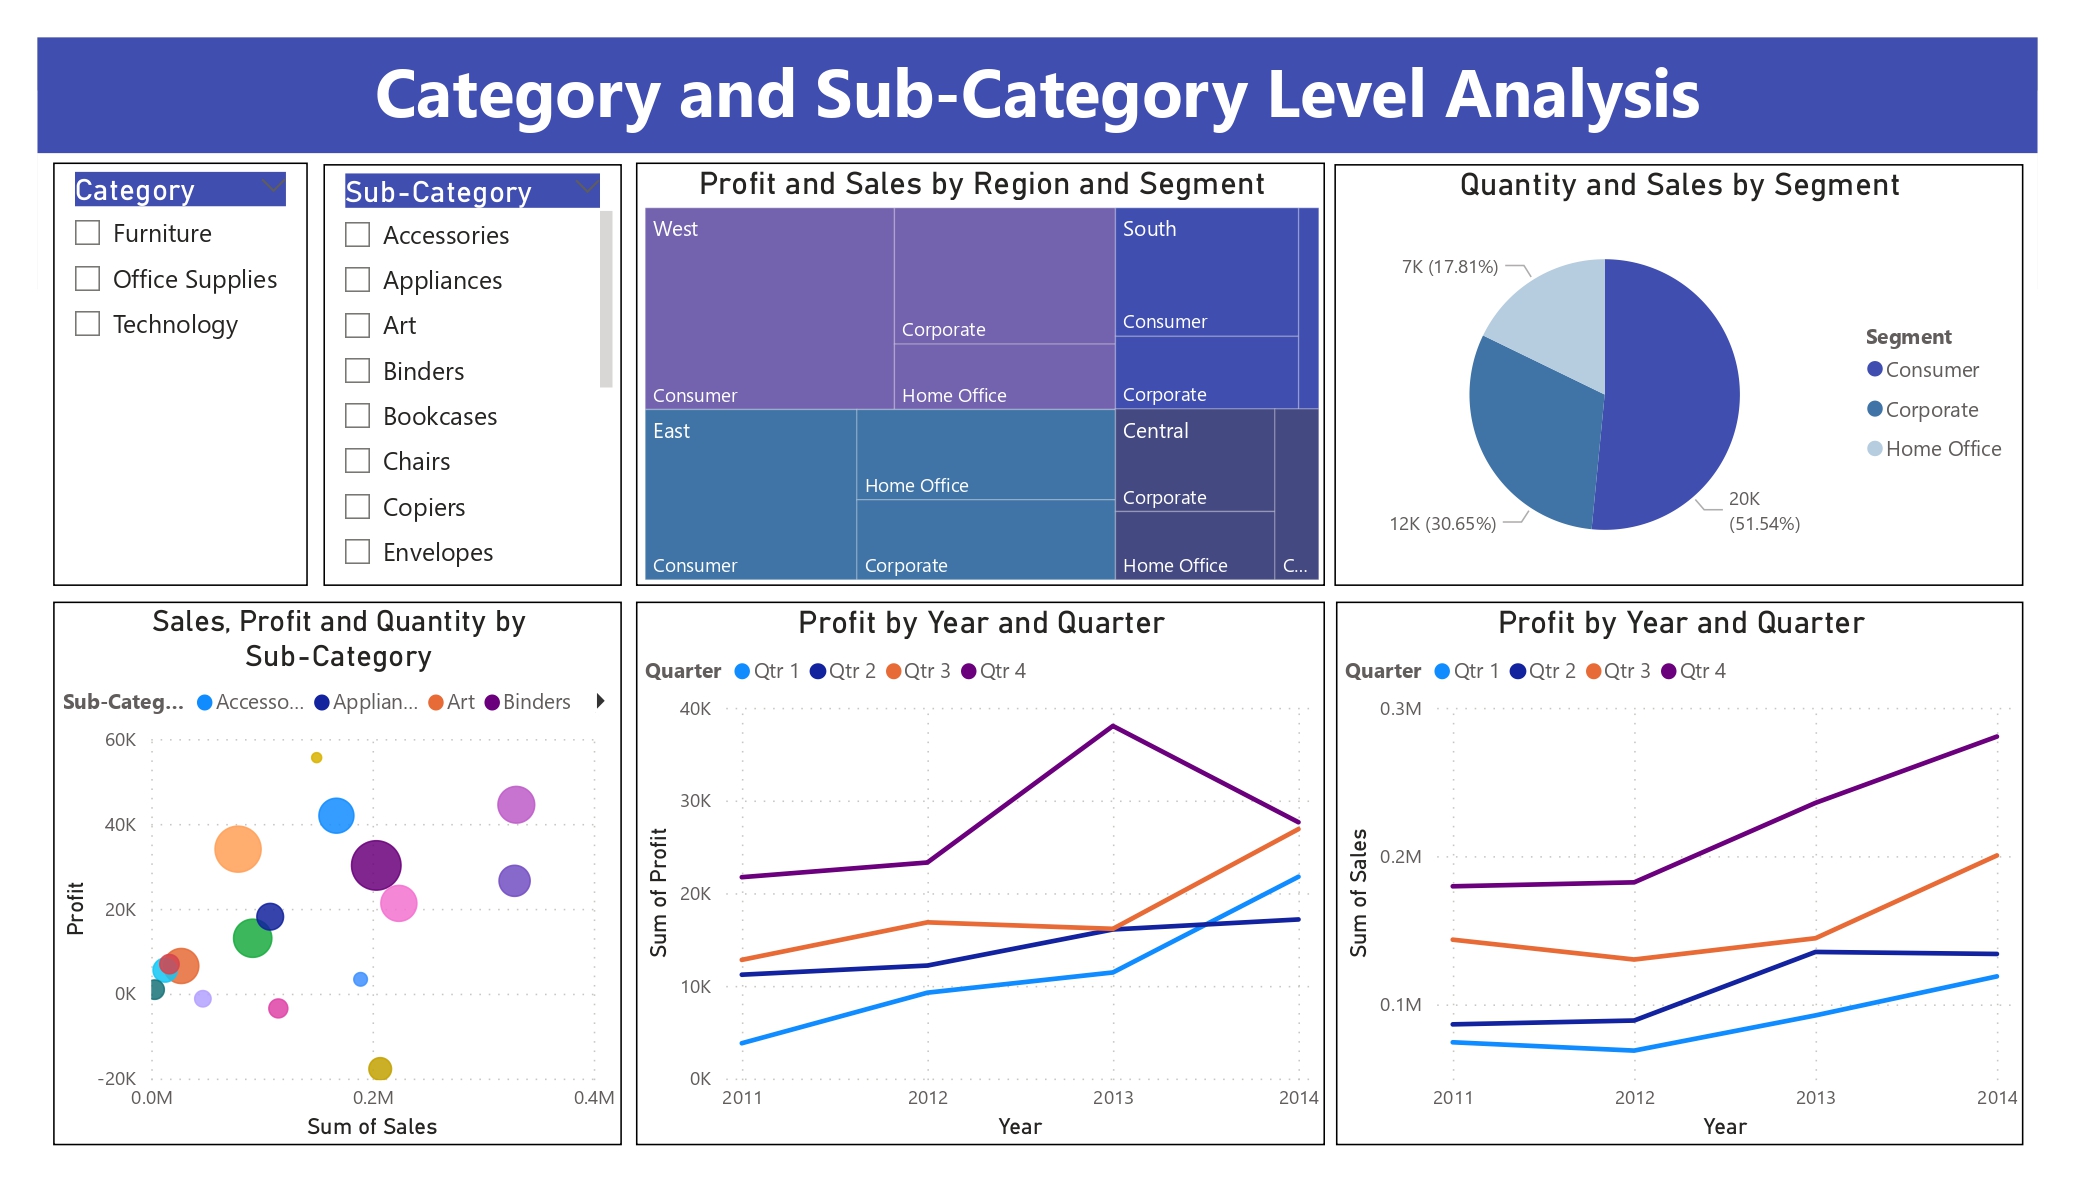 Category and Sub-Category Level Analysis
Category
Furniture
Office Supplies
Technology
Sub-Category
Accessories
Appliances
Art
Binders
Bookcases
Chairs
Copiers
Envelopes
Profit and Sales by Region and Segment
West
Consumer
Corporate
Home Office
South
Consumer
Corporate
East
Consumer
Home Office
Corporate
Central
Corporate
Home Office
C...
Quantity and Sales by Segment
7K (17.81%)
12K (30.65%)
20K
(51.54%)
Segment
Consumer
Corporate
Home Office
Sales, Profit and Quantity by
Sub-Category
Sub-Categ... Accesso... Applian... Art Binders
Profit
60K
40K
20K
0K
-20K
0.0M 0.2M 0.4M
Sum of Sales
Profit by Year and Quarter
Quarter Qtr 1 Qtr 2 Qtr 3 Qtr 4
Sum of Profit
40K
30K
20K
10K
0K
2011 2012 2013 2014
Year
Profit by Year and Quarter
Quarter Qtr 1 Qtr 2 Qtr 3 Qtr 4
Sum of Sales
0.3M
0.2M
0.1M
2011 2012 2013 2014
Year